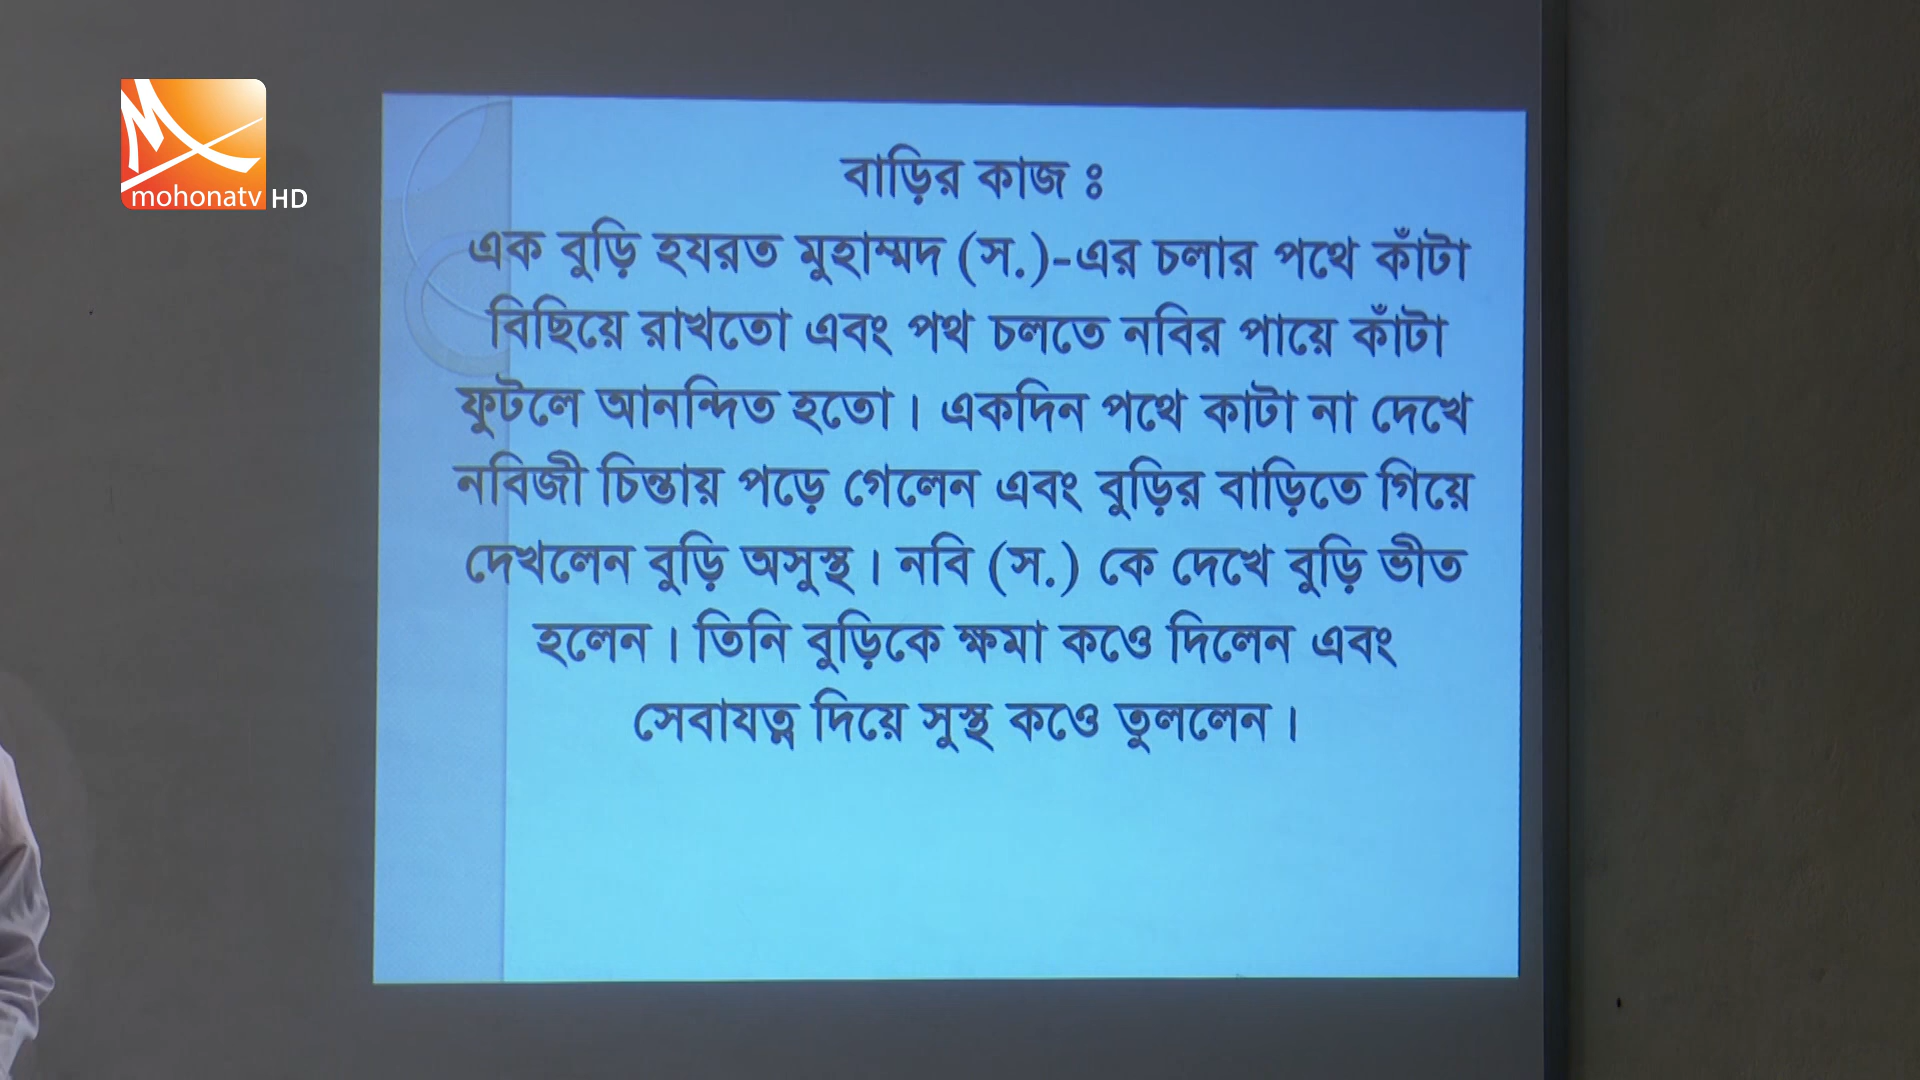 mohonatv HD
বাড়ির কাজ ঃ
এক বুড়ি হযরত মুহাম্মদ (স.)-এর চলার পথে কাঁটা
বিছিয়ে রাখতো এবং পথ চলতে নবির পায়ে কাঁটা
ফুটলে আনন্দিত হতো। একদিন পথে কাটা না দেখে
নবিজী চিন্তায় পড়ে গেলেন এবং বুড়ির বাড়িতে গিয়ে
দেখলেন বুড়ি অসুস্থ। নবি (স.) কে দেখে বুড়ি ভীত
হলেন। তিনি বুড়িকে ক্ষমা কওে দিলেন এবং
সেবাযত্ন দিয়ে সুস্থ কওে তুললেন।